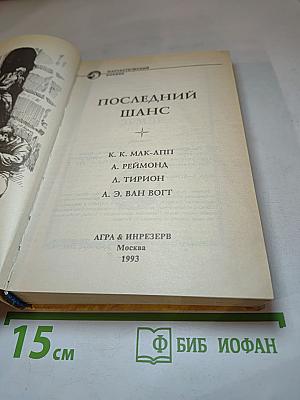 ПОСЛЕДНИЙ
ШАНС
К. К. МАК-АПП
А. РЕЙМОНД
А. ТИРИОН
А. Э. ВАН ВОГТ
АГРА & ИНРЕЗЕРВ
Москва
1993
15 см
Ф БИБ ИОФАН